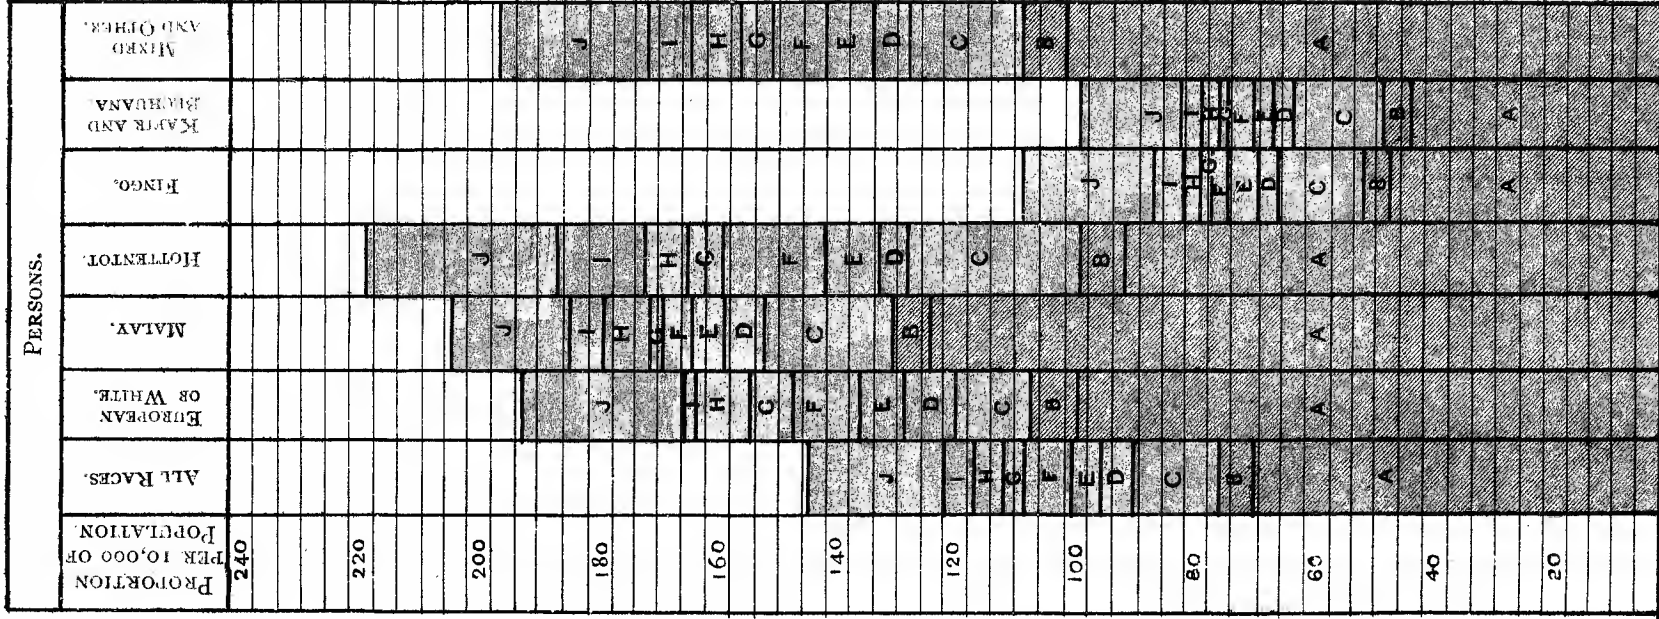 PERSONS.
PROPORTION
PER 10,000 OF
POPULATION.
ALL RACES.
EUROPEAN
OR WHITE.
MALAY.
HOTTENTOT.
FINGO.
KAFIR AND
BECHUANA
MIXED
AND OTHER.
240
220
200
180
160
140
120
100
80
60
40
20
J I H G F E D C B A
J I H G F E D C B A
J I H G F E D C B A
J I H G F E D C B A
J I H G F E D C B A
J I H G F E D C B A
J I H G F E D C B A